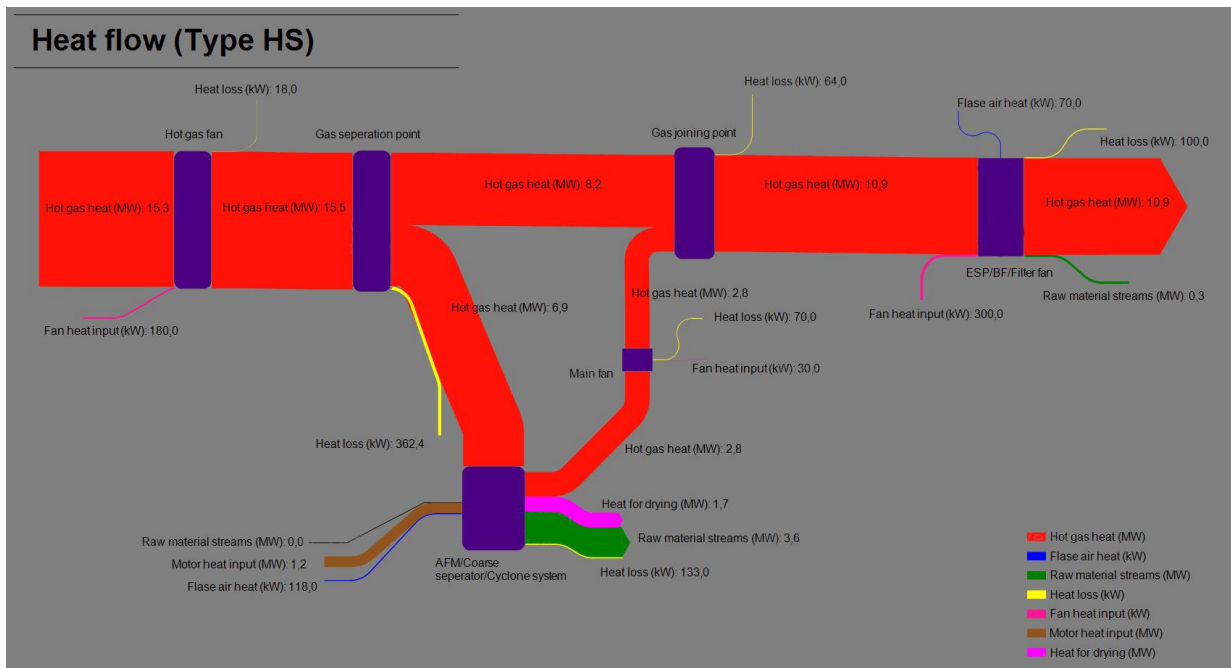 Heat flow (Type HS)
Heat loss (kW): 18,0
Heat loss (kW): 64,0
Flase air heat (kW): 70,0
Hot gas fan
Gas seperation point
Gas joining point
Heat loss (kW): 100,0
Hot gas heat (MW): 15,3
Hot gas heat (MW): 15,5
Hot gas heat (MW): 8,2
Hot gas heat (MW): 10,9
Hot gas heat (MW): 10,9
ESP/BF/Filter fan
Hot gas heat (MW): 2,8
Raw material streams (MW): 0,3
Hot gas heat (MW): 6,9
Fan heat input (kW): 300,0
Heat loss (kW): 70,0
Fan heat input (kW): 180,0
Main fan
Fan heat input (kW): 30,0
Heat loss (kW): 362,4
Hot gas heat (MW): 2,8
Heat for drying (MW): 1,7
Raw material streams (MW): 0,0
Raw material streams (MW): 3,6
Motor heat input (MW): 1,2
AFM/Coarse
seperator/Cyclone system
Heat loss (kW): 133,0
Flase air heat (kW): 118,0
Hot gas heat (MW)
Flase air heat (kW)
Raw material streams (MW)
Heat loss (kW)
Fan heat input (kW)
Motor heat input (MW)
Heat for drying (MW)